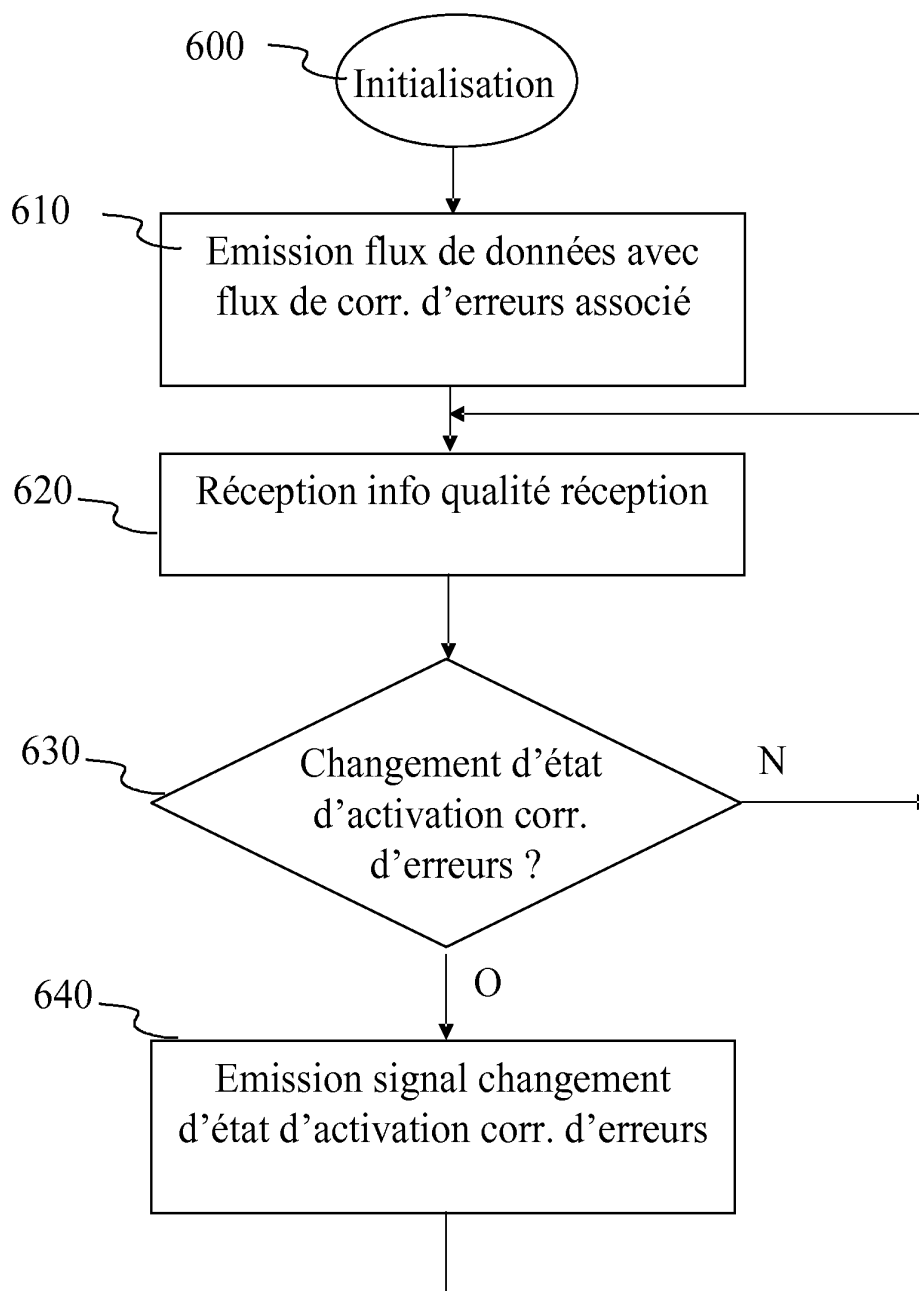 600
Initialisation
610
Emission flux de données avec
flux de corr. d’erreurs associé
620
Réception info qualité réception
630
Changement d’état
d’activation corr.
d’erreurs ?
N
O
640
Emission signal changement
d’état d’activation corr. d’erreurs